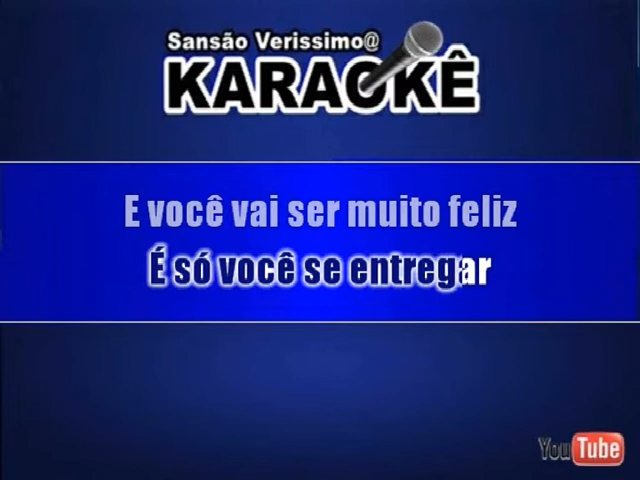 Sansão Verissimo@
KARAOKÊ
E você vai ser muito feliz
É só você se entregar
YouTube